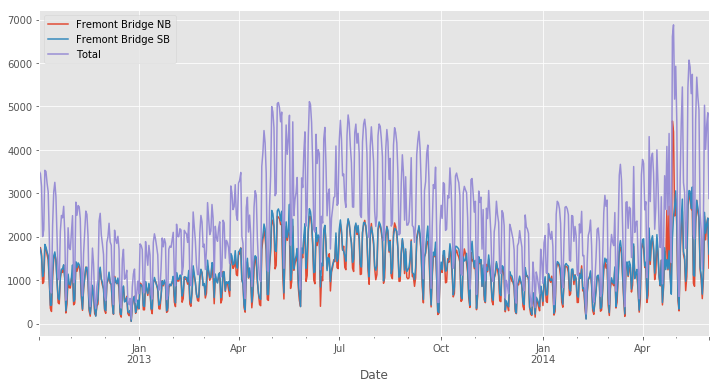 7000
6000
5000
4000
3000
2000
1000
0
Fremont Bridge NB
Fremont Bridge SB
Total
Jan
2013
Apr
Jul
Oct
Jan
2014
Apr
Date